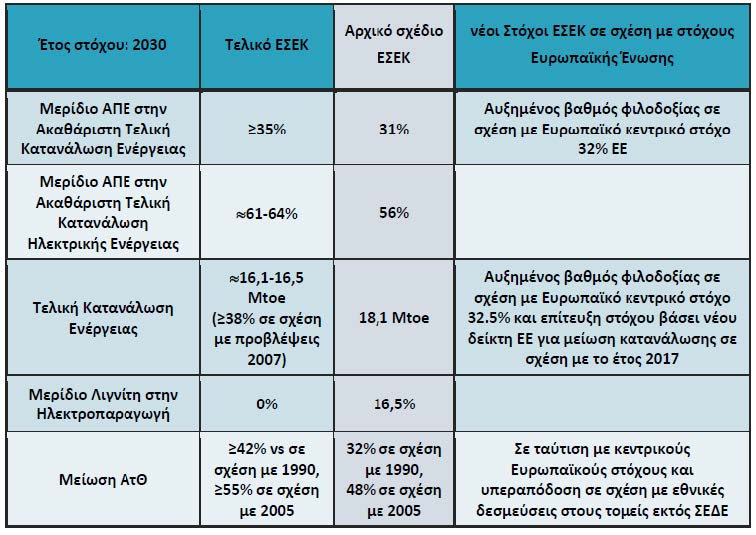 Έτος στόχου: 2030
Τελικό ΕΣΕΚ
Αρχικό σχέδιο
ΕΣΕΚ
νέοι Στόχοι ΕΣΕΚ σε σχέση με στόχους
Ευρωπαϊκής Ένωσης
Μερίδιο ΑΠΕ στην
Ακαθάριστη Τελική
Κατανάλωση Ενέργειας
≥35%
31%
Αυξημένος βαθμός φιλοδοξίας σε
σχέση με Ευρωπαϊκό κεντρικό στόχο
32% ΕΕ
Μερίδιο ΑΠΕ στην
Ακαθάριστη Τελική
Κατανάλωση
Ηλεκτρικής Ενέργειας
≈61-64%
56%
Τελική Κατανάλωση
Ενέργειας
≈16,1-16,5
Mtoe
(≥38% σε σχέση
με προβλέψεις
2007)
18,1 Mtoe
Αυξημένος βαθμός φιλοδοξίας σε
σχέση με Ευρωπαϊκό κεντρικό στόχο
32.5% και επίτευξη στόχου βάσει νέου
δείκτη ΕΕ για μείωση κατανάλωσης σε
σχέση με το έτος 2017
Μερίδιο Λιγνίτη στην
Ηλεκτροπαραγωγή
0%
16,5%
Μείωση ΑτΘ
≥42% vs σε
σχέση με 1990,
≥55% σε σχέση
με 2005
32% σε σχέση
με 1990,
48% σε σχέση
με 2005
Σε ταύτιση με κεντρικούς
Ευρωπαϊκούς στόχους και
υπεραπόδοση σε σχέση με εθνικές
δεσμεύσεις στους τομείς εκτός ΣΕΔΕ